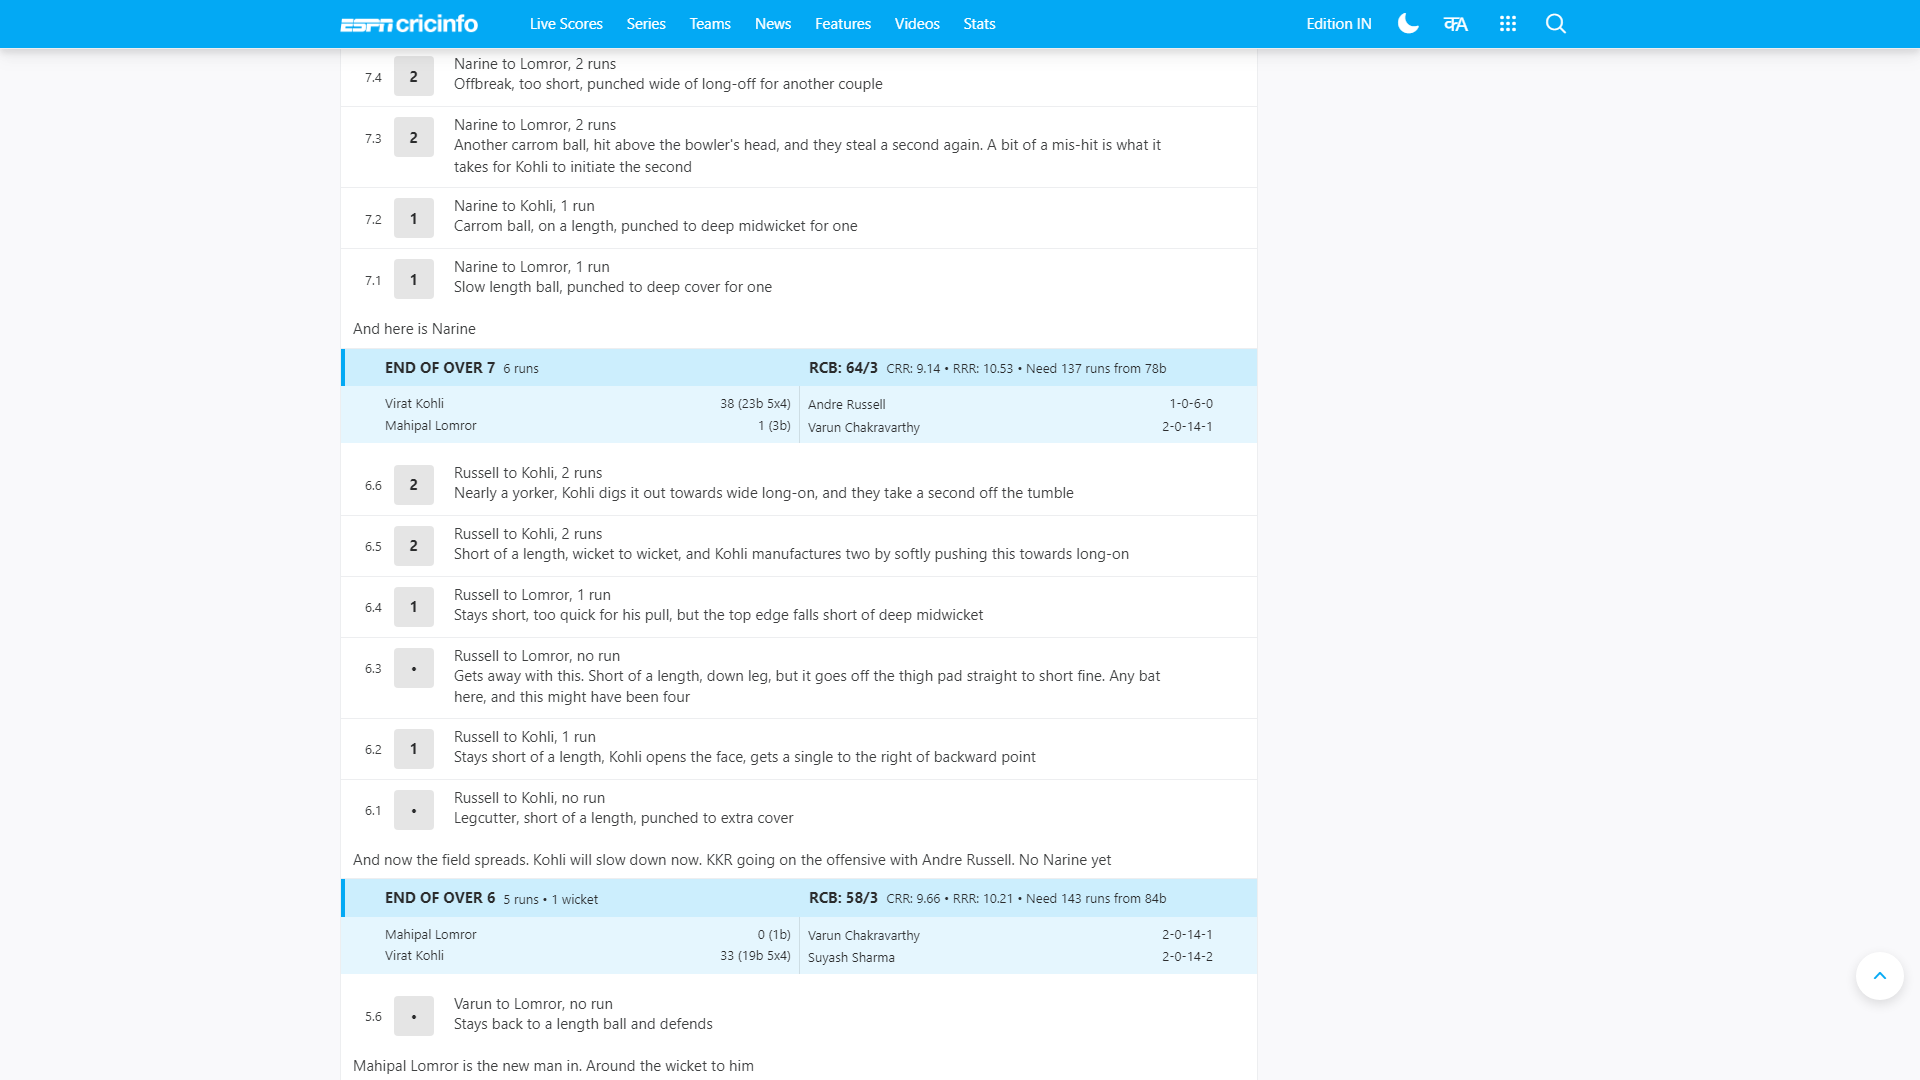 ESPN cricinfo Live Scores Series Teams News Features Videos Stats Edition IN कA
Narine to Lomror, 2 runs
7.4 2 Offbreak, too short, punched wide of long-off for another couple
Narine to Lomror, 2 runs
7.3 2 Another carrom ball, hit above the bowler's head, and they steal a second again. A bit of a mis-hit is what it
takes for Kohli to initiate the second
Narine to Kohli, 1 run
7.2 1 Carrom ball, on a length, punched to deep midwicket for one
Narine to Lomror, 1 run
7.1 1 Slow length ball, punched to deep cover for one
And here is Narine
END OF OVER 7 6 runs RCB: 64/3 CRR: 9.14 • RRR: 10.53 • Need 137 runs from 78b
Virat Kohli 38 (23b 5x4) Andre Russell 1-0-6-0
Mahipal Lomror 1 (3b) Varun Chakravarthy 2-0-14-1
Russell to Kohli, 2 runs
6.6 2 Nearly a yorker, Kohli digs it out towards wide long-on, and they take a second off the tumble
Russell to Kohli, 2 runs
6.5 2 Short of a length, wicket to wicket, and Kohli manufactures two by softly pushing this towards long-on
Russell to Lomror, 1 run
6.4 1 Stays short, too quick for his pull, but the top edge falls short of deep midwicket
Russell to Lomror, no run
6.3 • Gets away with this. Short of a length, down leg, but it goes off the thigh pad straight to short fine. Any bat
here, and this might have been four
Russell to Kohli, 1 run
6.2 1 Stays short of a length, Kohli opens the face, gets a single to the right of backward point
Russell to Kohli, no run
6.1 • Legcutter, short of a length, punched to extra cover
And now the field spreads. Kohli will slow down now. KKR going on the offensive with Andre Russell. No Narine yet
END OF OVER 6 5 runs • 1 wicket RCB: 58/3 CRR: 9.66 • RRR: 10.21 • Need 143 runs from 84b
Mahipal Lomror 0 (1b) Varun Chakravarthy 2-0-14-1
Virat Kohli 33 (19b 5x4) Suyash Sharma 2-0-14-2
Varun to Lomror, no run
5.6 • Stays back to a length ball and defends
Mahipal Lomror is the new man in. Around the wicket to him